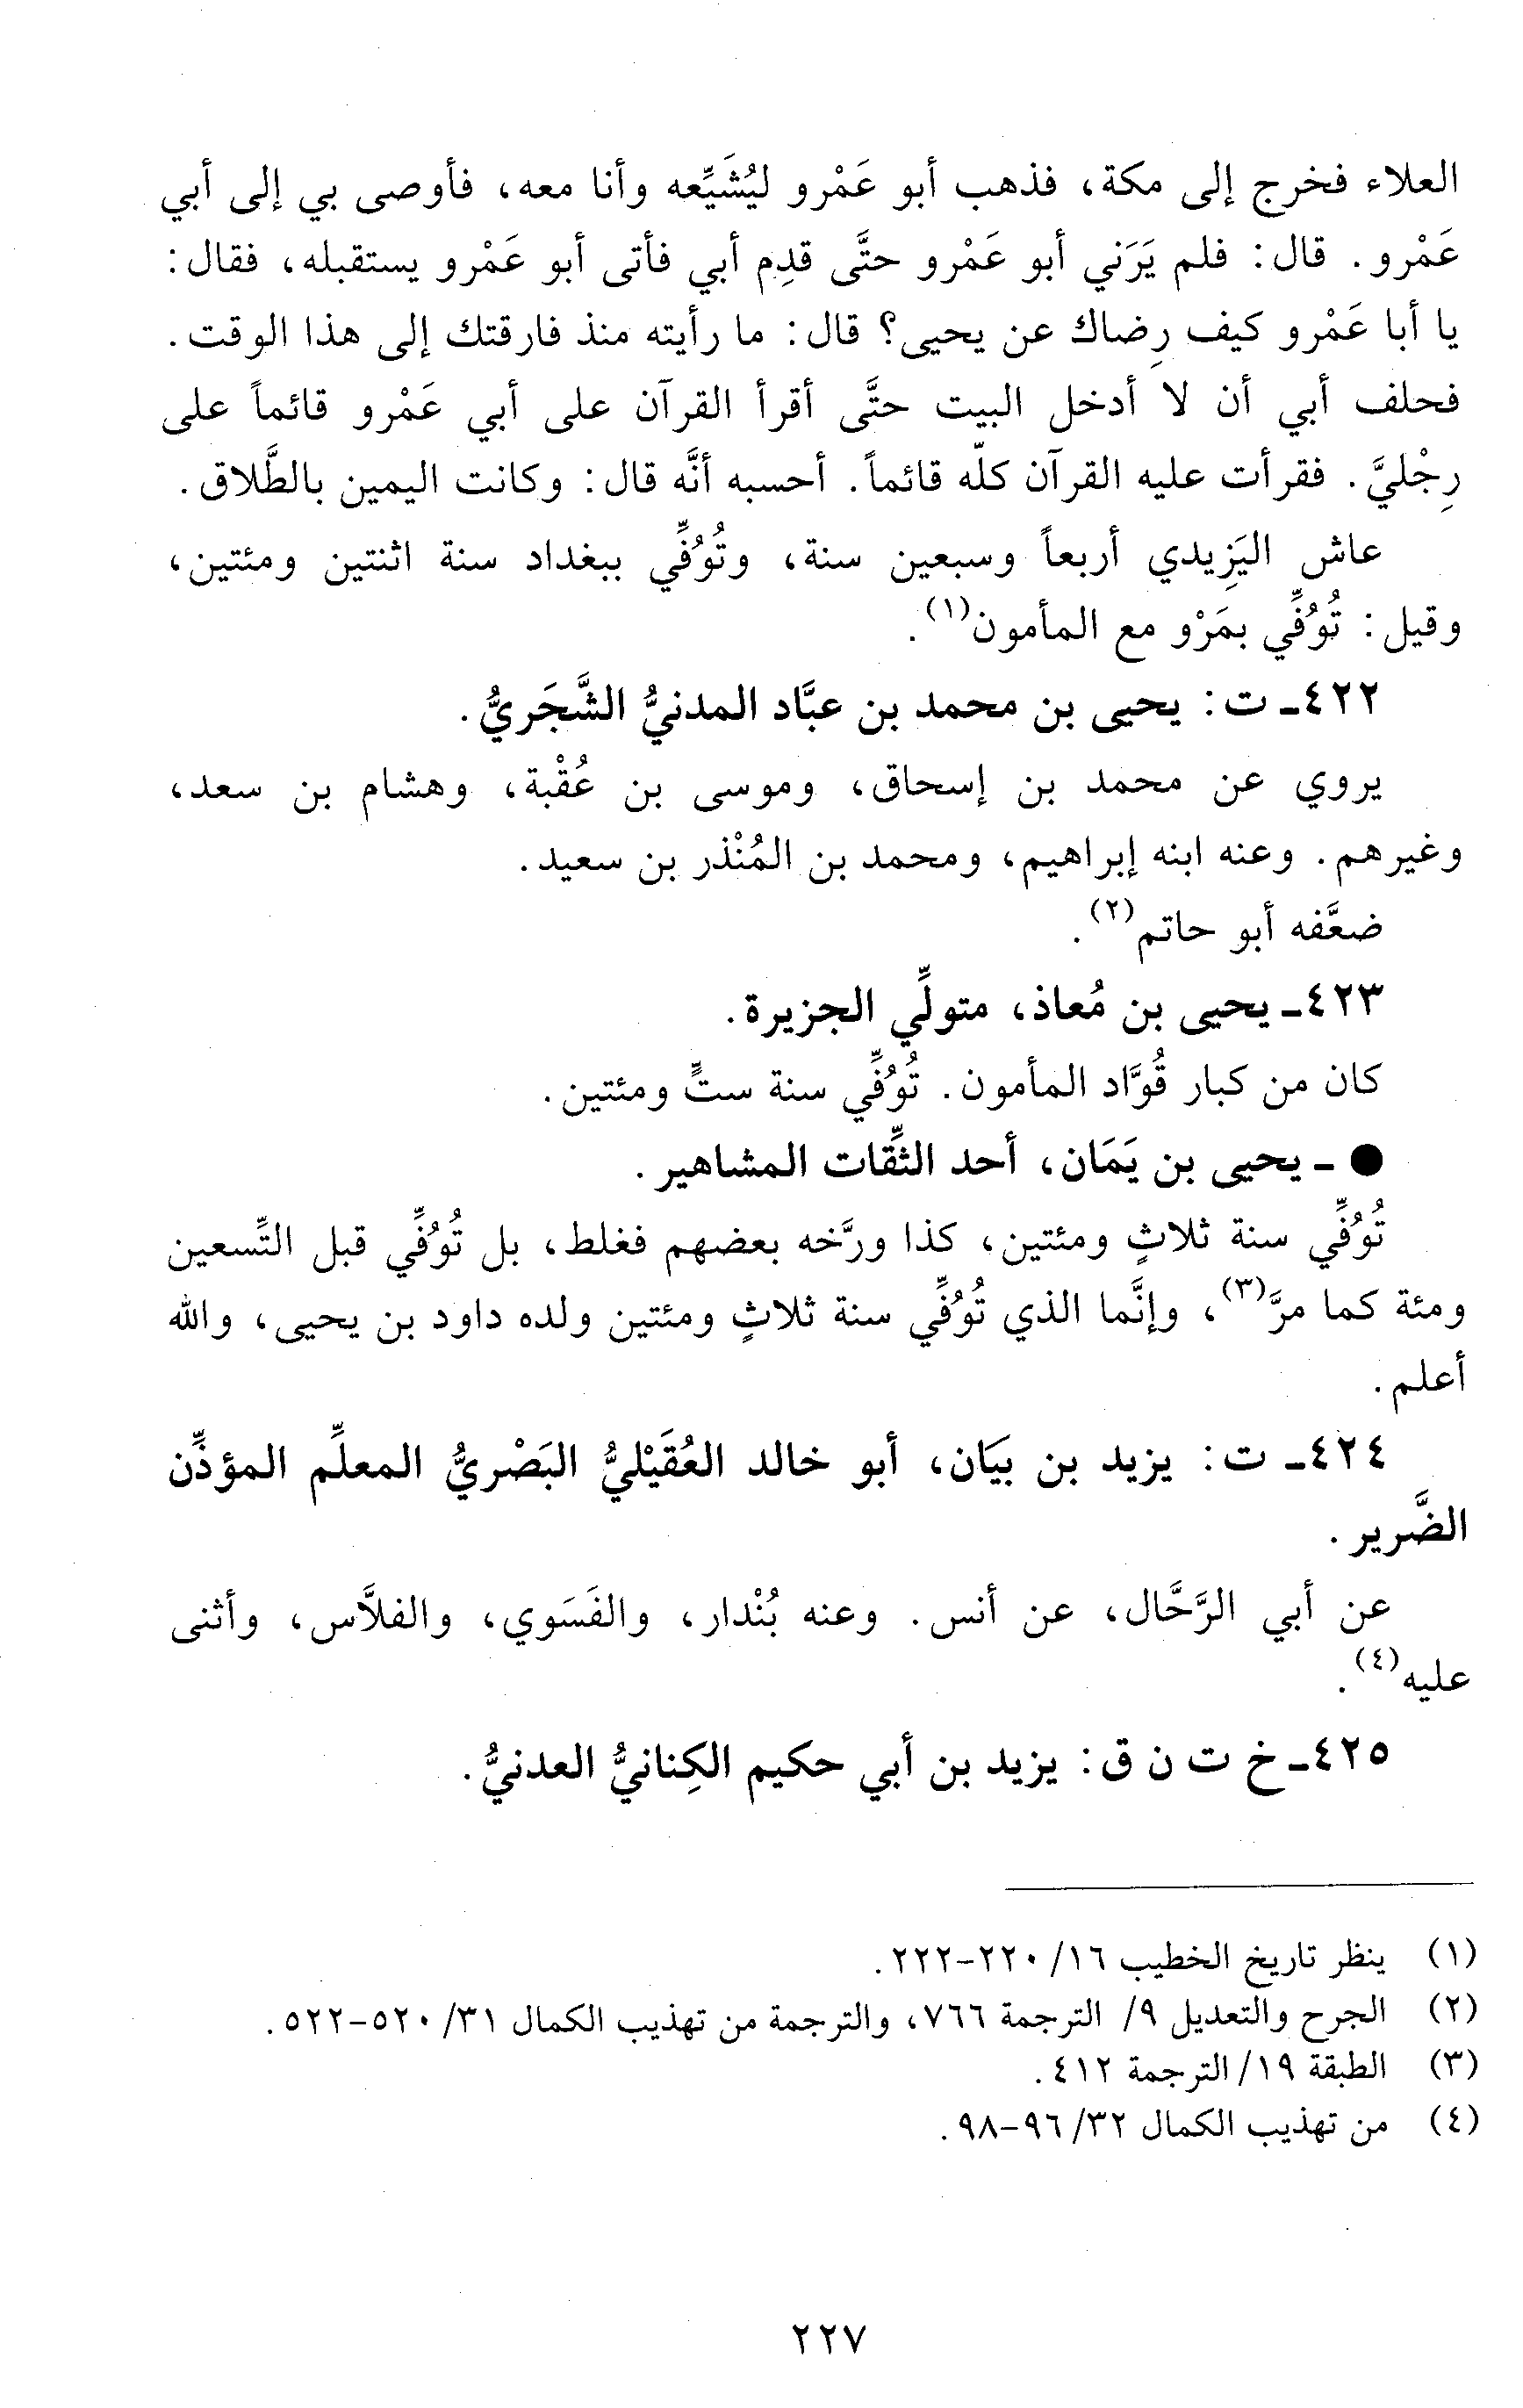 العلاء فخرج إلى مكة، فذهب أبو عَمْرو ليُشَيِّعه وأنا معه، فأوصى بي إلى أبي
عَمْرو. قال: فلم يَرَني أبو عَمْرو حتَّى قدِم أبي فأتى أبو عَمْرو يستقبله، فقال:
يا أبا عَمْرو كيف رِضاك عن يحيى؟ قال: ما رأيته منذ فارقتك إلى هذا الوقت.
فحلف أبي أن لا أدخل البيت حتَّى أقرأ القرآن على أبي عَمْرو قائماً على
رِجْليَّ. فقرأت عليه القرآن كلّه قائماً. أحسبه أنَّه قال: وكانت اليمين بالطَّلاق.
عاش اليَزِيدي أربعاً وسبعين سنة، وتُوُفِّي ببغداد سنة اثنتين ومئتين،
وقيل: تُوُفِّي بمَرْو مع المأمون(١).
٤٢٢- ت: يحيى بن محمد بن عبَّاد المدنيُّ الشَّجَريُّ.
يروي عن محمد بن إسحاق، وموسى بن عُقْبة، وهشام بن سعد،
وغيرهم. وعنه ابنه إبراهيم، ومحمد بن المُنْذر بن سعيد.
ضعَّفه أبو حاتم(٢).
٤٢٣- يحيى بن مُعاذ، متولِّي الجزيرة.
كان من كبار قُوَّاد المأمون. تُوُفِّي سنة ستٍّ ومئتين.
● - يحيى بن يَمَان، أحد الثِّقات المشاهير.
تُوُفِّي سنة ثلاثٍ ومئتين، كذا ورَّخه بعضهم فغلط، بل تُوُفِّي قبل التِّسعين
ومئة كما مرَّ(٣)، وإنَّما الذي تُوُفِّي سنة ثلاثٍ ومئتين ولده داود بن يحيى، والله
أعلم.
٤٢٤- ت: يزيد بن بيَان، أبو خالد العُقَيْليُّ البَصْريُّ المعلِّم المؤذِّن
الضَّرير.
عن أبي الرَّحَّال، عن أنس. وعنه بُنْدار، والفَسَوي، والفلاَّس، وأثنى
عليه(٤).
٤٢٥- خ ت ن ق: يزيد بن أبي حكيم الكِنانيُّ العدنيُّ.
(١) ينظر تاريخ الخطيب ١٦/ ٢٢٠-٢٢٢.
(٢) الجرح والتعديل ٩/ الترجمة ٧٦٦، والترجمة من تهذيب الكمال ٣١/ ٥٢٠-٥٢٢.
(٣) الطبقة ١٩/ الترجمة ٤١٢.
(٤) من تهذيب الكمال ٣٢/ ٩٦-٩٨.
٢٢٧